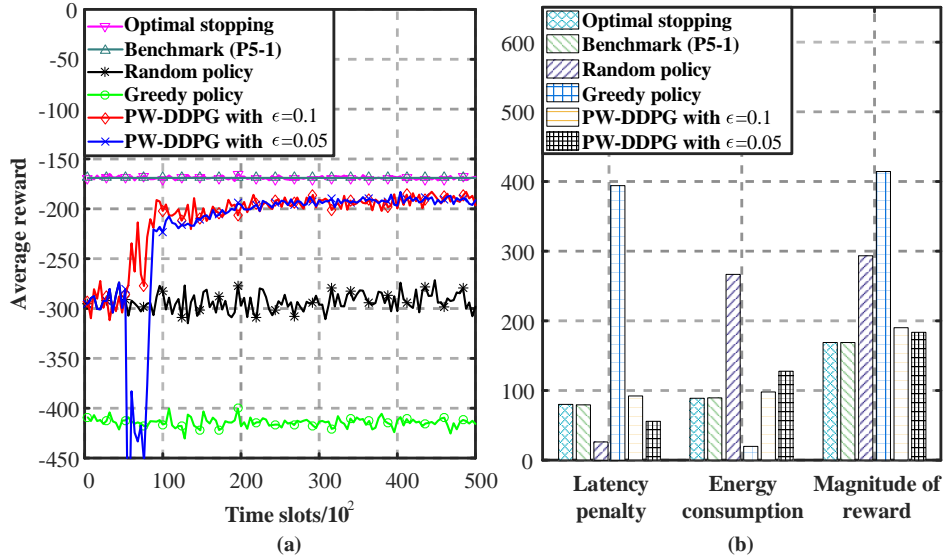 0
-50
-100
-150
-200
-250
-300
-350
-400
-450
Average reward
Optimal stopping
Benchmark (P5-1)
Random policy
Greedy policy
PW-DDPG with ϵ=0.1
PW-DDPG with ϵ=0.05
0 100 200 300 400 500
Time slots/10²
(a)
600
500
400
300
200
100
0
Optimal stopping
Benchmark (P5-1)
Random policy
Greedy policy
PW-DDPG with ϵ=0.1
PW-DDPG with ϵ=0.05
Latency Energy Magnitude of
penalty consumption reward
(b)